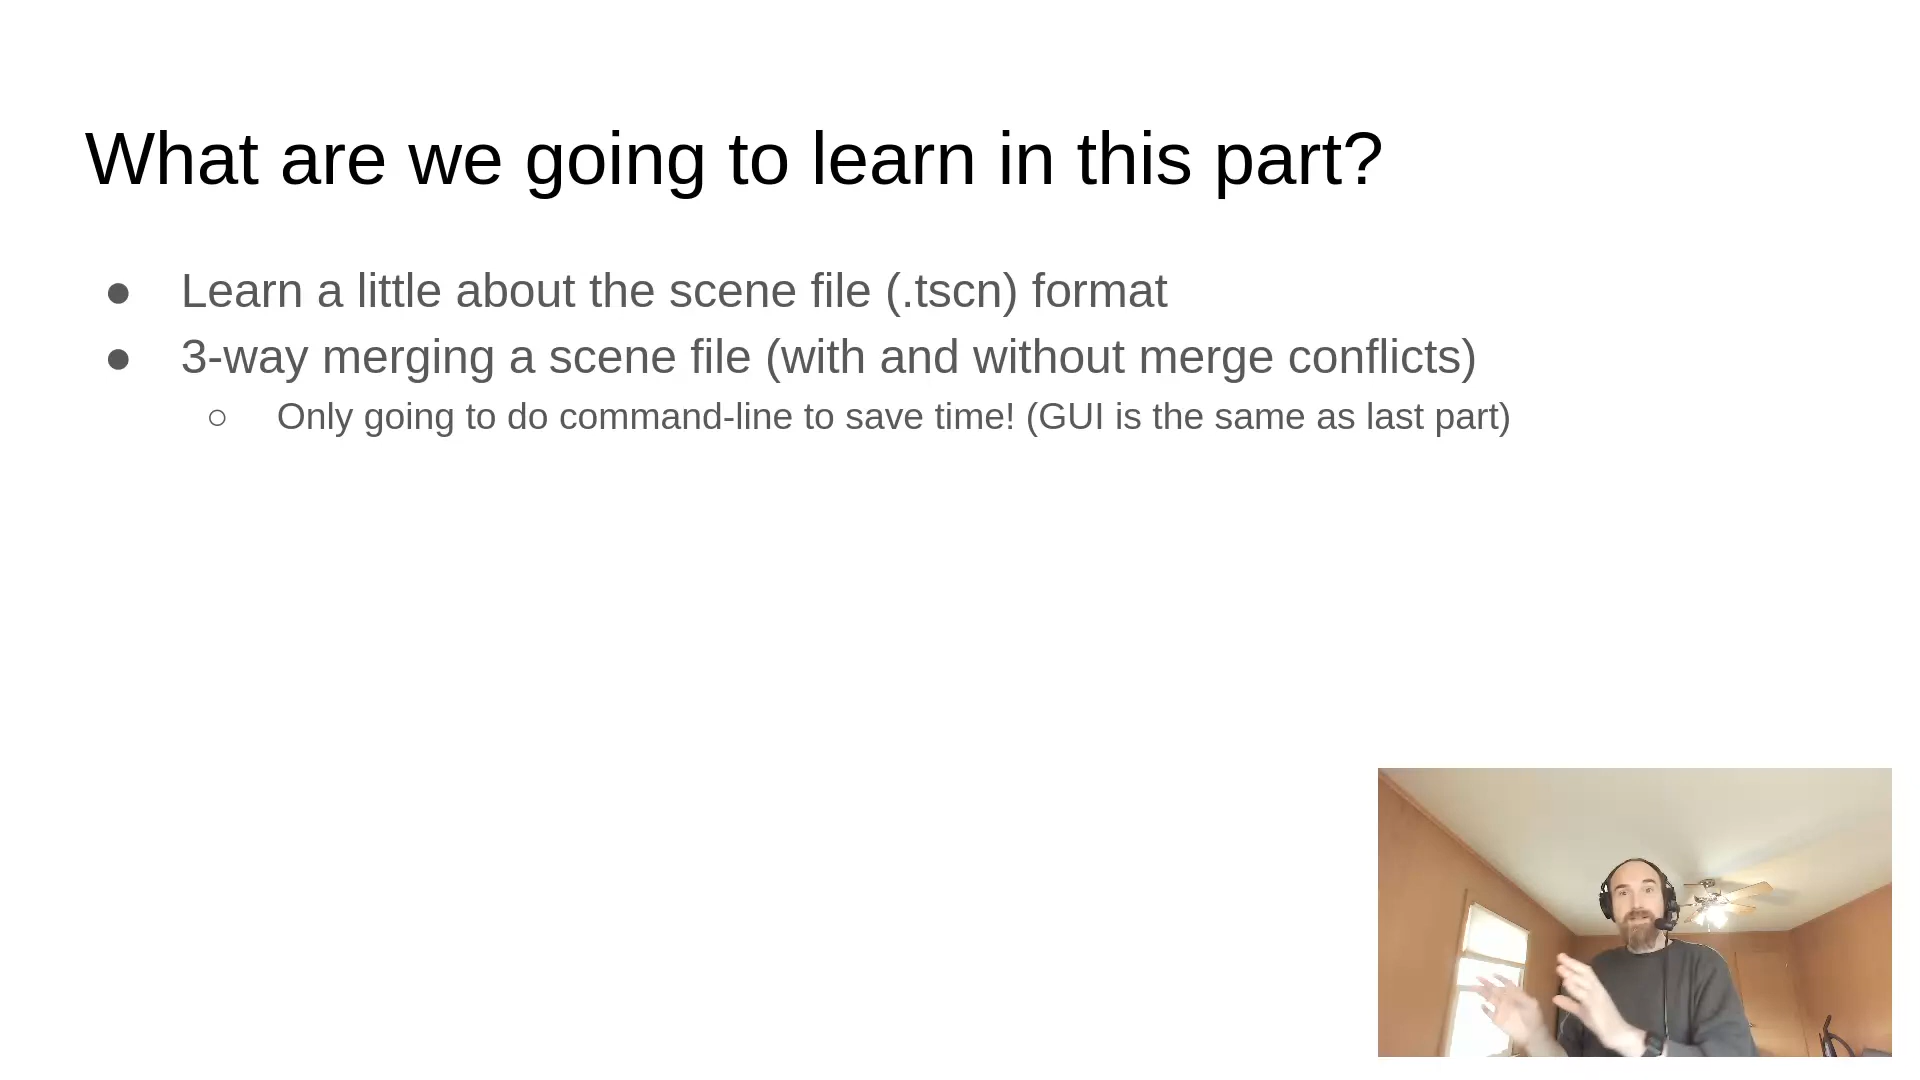 What are we going to learn in this part?
● Learn a little about the scene file (.tscn) format
● 3-way merging a scene file (with and without merge conflicts)
○ Only going to do command-line to save time! (GUI is the same as last part)